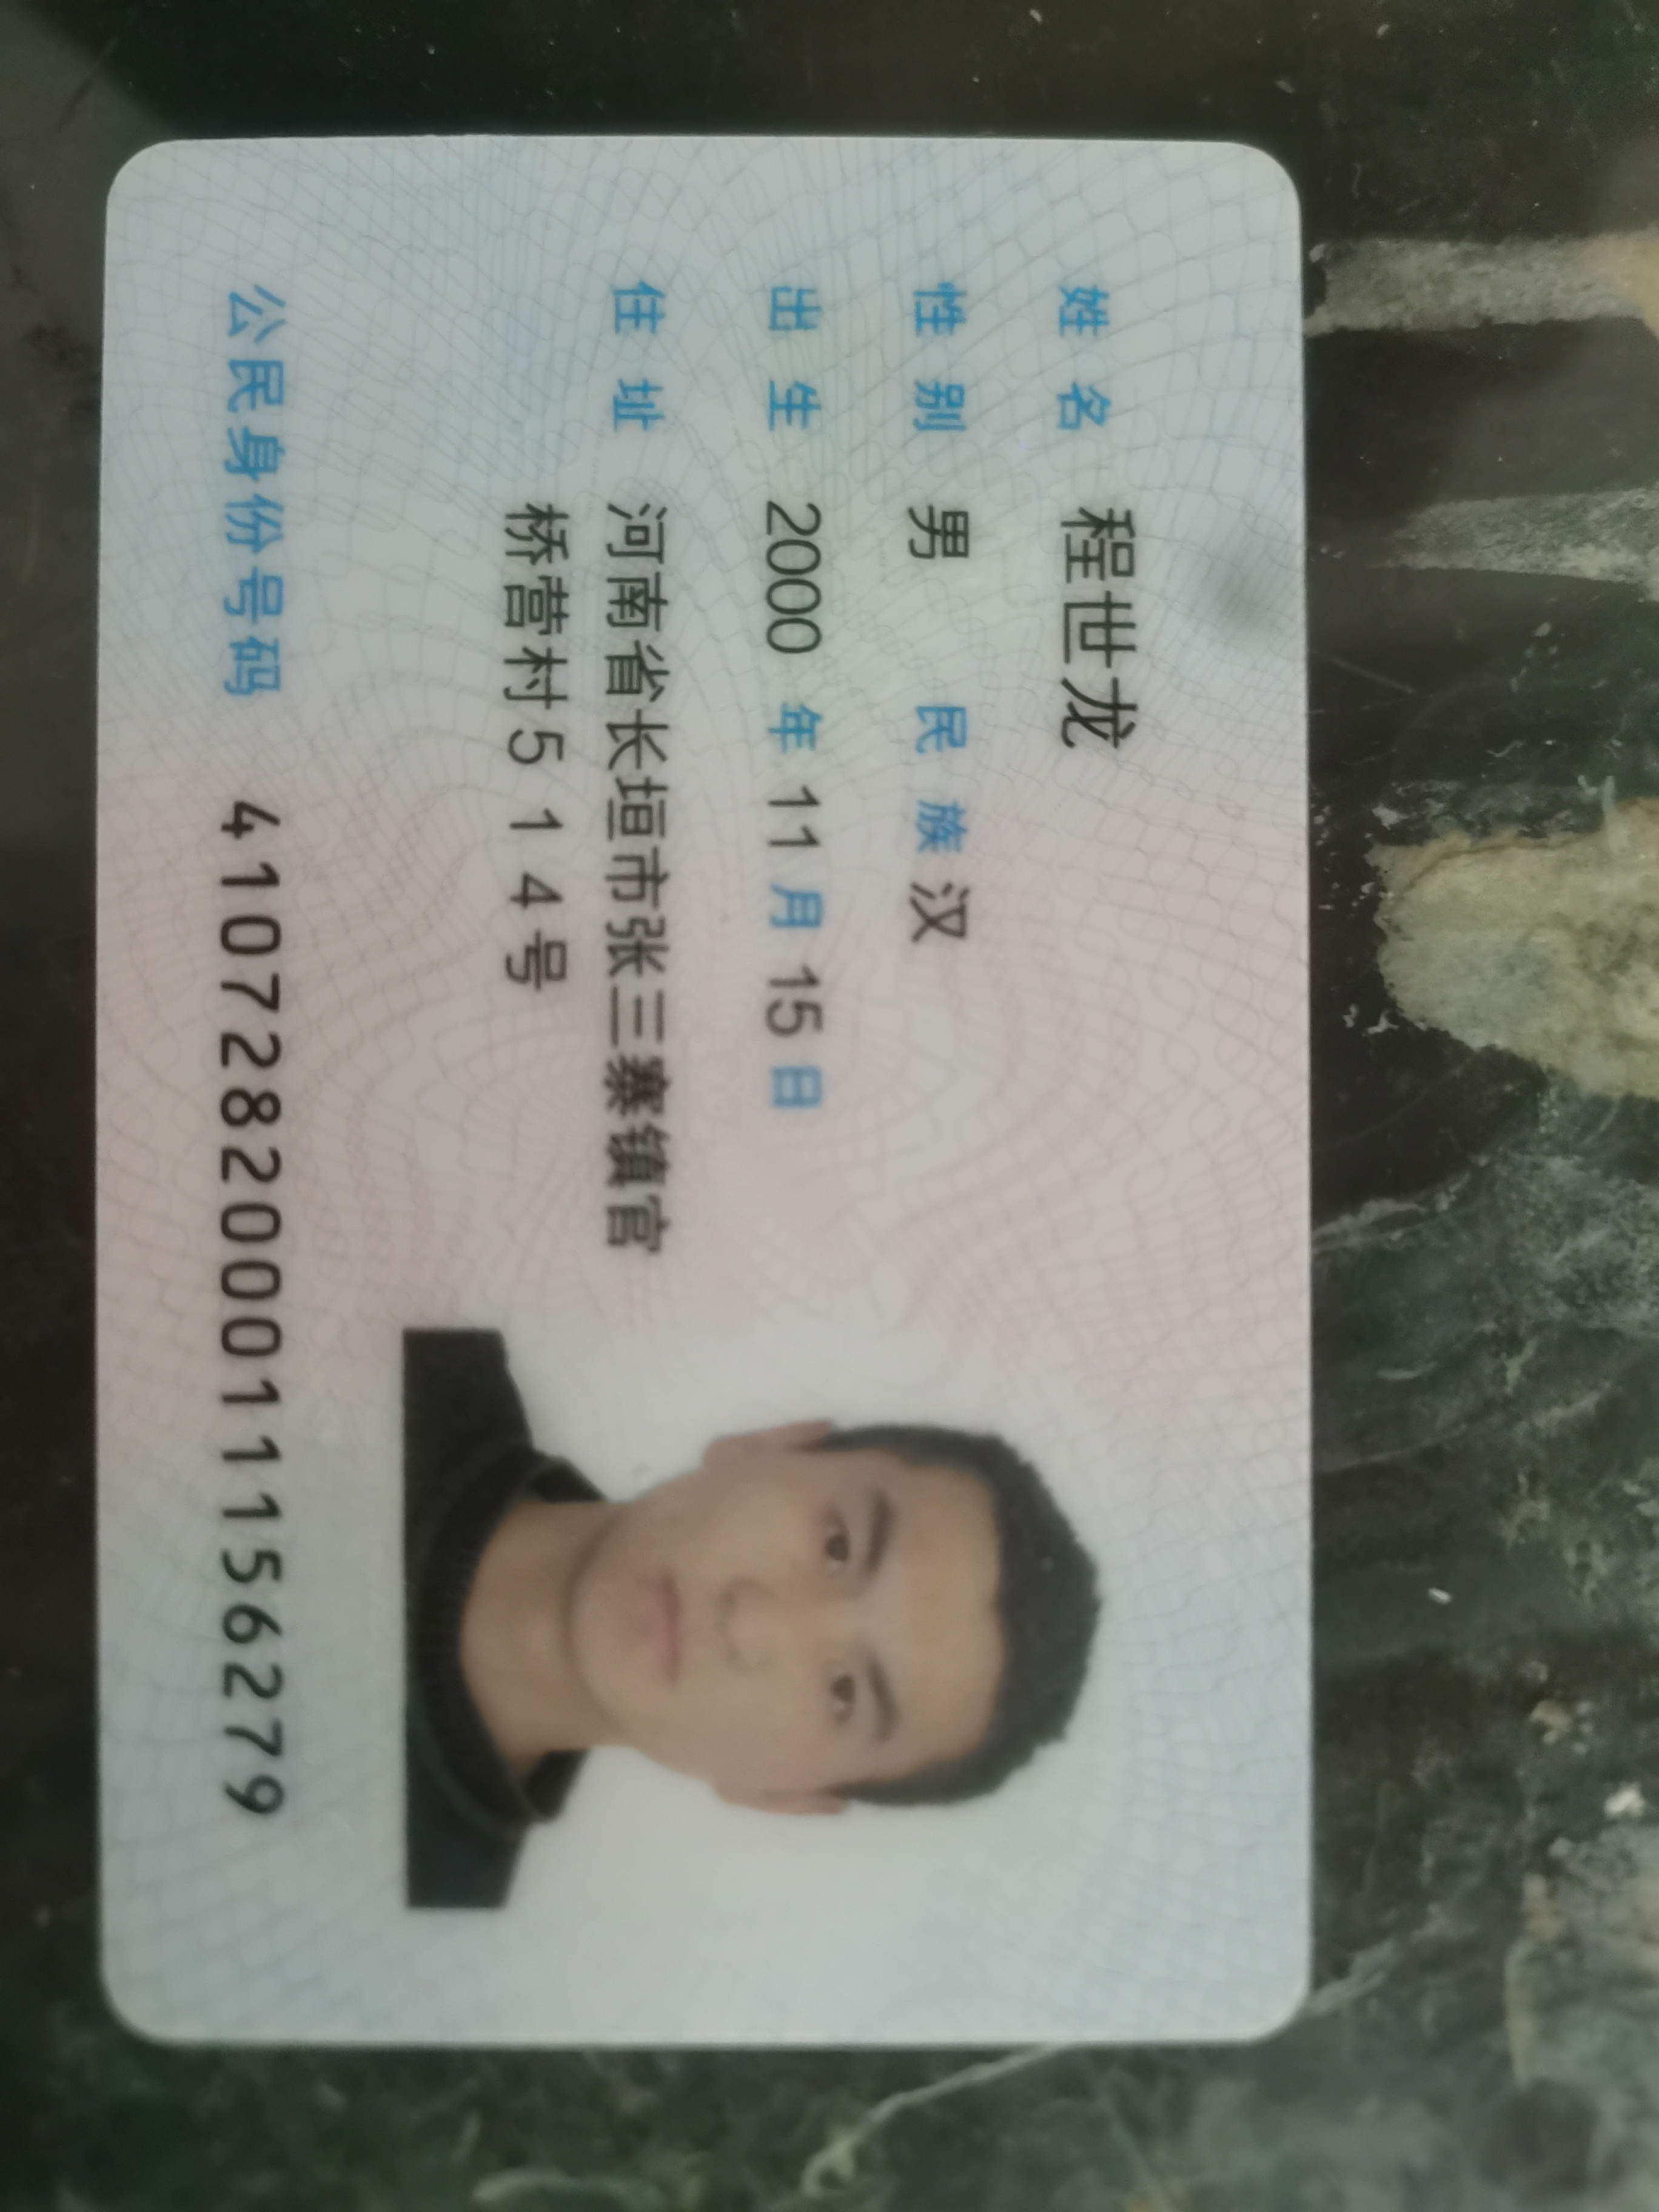 姓名 程世龙
性别 男 民族 汉
出生 2000 年 11 月 15 日
住址 河南省长垣市张三寨镇官
桥营村514号
公民身份号码 410728200011156279